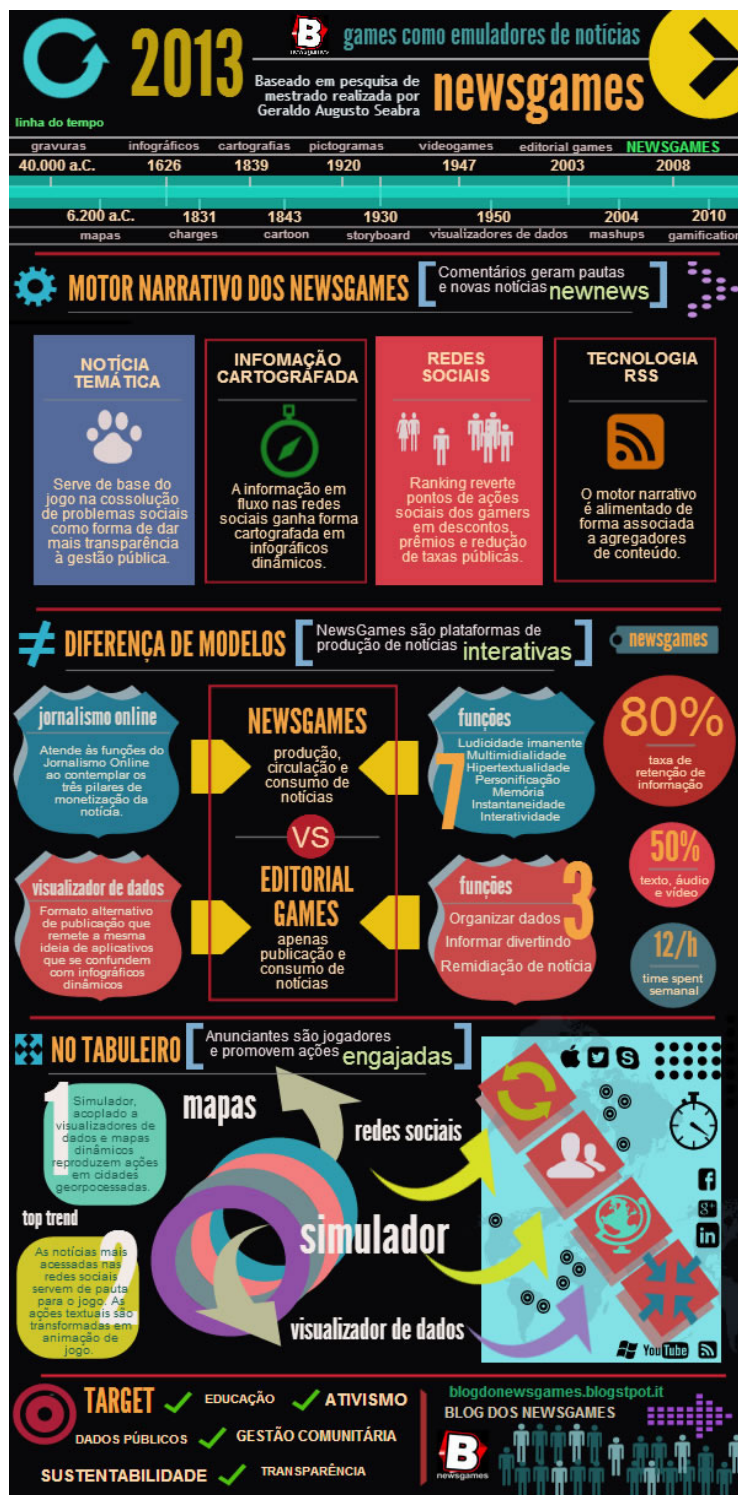 2013
B
newsgames
games como emuladores de notícias
Baseado em pesquisa de
mestrado realizada por
Geraldo Augusto Seabra
newsgames
linha do tempo
gravuras infográficos cartografias pictogramas videogames editorial games NEWSGAMES
40.000 a.C. 1626 1839 1920 1947 2003 2008
6.200 a.C. 1831 1843 1930 1950 2004 2010
mapas charges cartoon storyboard visualizadores de dados mashups gamification
MOTOR NARRATIVO DOS NEWSGAMES
Comentários geram pautas
e novas notícias newnews
NOTÍCIA
TEMÁTICA
Serve de base do
jogo na cossolução
de problemas sociais
como forma de dar
mais transparência
à gestão pública.
INFOMAÇÃO
CARTOGRÁFADA
A informação em
fluxo nas redes
sociais ganha forma
cartografada em
infográficos
dinâmicos.
REDES
SOCIAIS
Ranking reverte
pontos de ações
sociais dos gamers
em descontos,
prêmios e redução
de taxas públicas.
TECNOLOGIA
RSS
O motor narrativo
é alimentado de
forma associada
a agregadores
de conteúdo.
DIFERENÇA DE MODELOS
NewsGames são plataformas de
produção de notícias interativas
newsgames
jornalismo online
Atende às funções do
Jornalismo Online
ao contemplar os
três pilares de
monetização da
notícia.
NEWSGAMES
produção,
circulação e
consumo de
notícias
VS
EDITORIAL
GAMES
apenas
publicação e
consumo de
notícias
funções
7
Ludicidade imanente
Multimidialidade
Hipertextualidade
Personificação
Memória
Instantaneidade
Interatividade
80%
taxa de
retenção de
informação
visualizador de dados
Formato alternativo
de publicação que
remete a mesma
ideia de aplicativos
que se confundem
com infográficos
dinâmicos
funções
3
Organizar dados
Informar divertindo
Remidiação de notícia
50%
texto, áudio
e vídeo
12/h
time spent
semanal
NO TABULEIRO
Anunciantes são jogadores
e promovem ações engajadas
1
Simulador,
acoplado a
visualizadores de
dados e mapas
dinâmicos
reproduzem ações
em cidades
georpocessadas.
top trend
2
As notícias mais
acessadas nas
redes sociais
servem de pauta
para o jogo. As
ações textuais são
transformadas em
animação de
jogo.
mapas
redes sociais
simulador
visualizador de dados
f
g+
in
YouTube
TARGET
EDUCAÇÃO
ATIVISMO
DADOS PÚBLICOS
GESTÃO COMUNITÁRIA
SUSTENTABILIDADE
TRANSPARÊNCIA
blogdonewsgames.blogstpot.it
BLOG DOS NEWSGAMES
B
newsgames